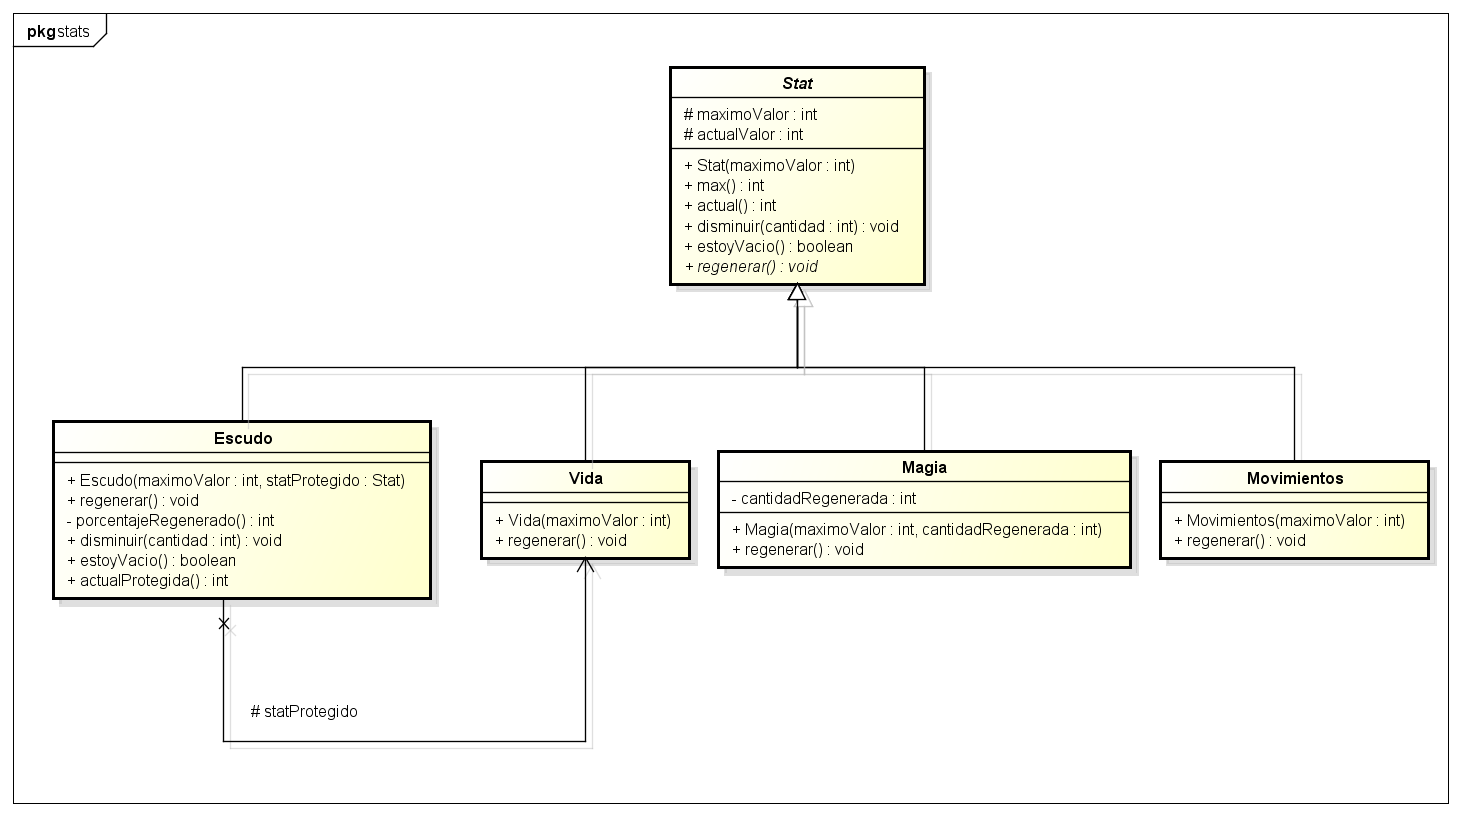 pkg stats
Stat
# maximoValor : int
# actualValor : int
+ Stat(maximoValor : int)
+ max() : int
+ actual() : int
+ disminuir(cantidad : int) : void
+ estoyVacio() : boolean
+ regenerar() : void
Escudo
+ Escudo(maximoValor : int, statProtegido : Stat)
+ regenerar() : void
- porcentajeRegenerado() : int
+ disminuir(cantidad : int) : void
+ estoyVacio() : boolean
+ actualProtegida() : int
Vida
+ Vida(maximoValor : int)
+ regenerar() : void
Magia
- cantidadRegenerada : int
+ Magia(maximoValor : int, cantidadRegenerada : int)
+ regenerar() : void
Movimientos
+ Movimientos(maximoValor : int)
+ regenerar() : void
# statProtegido